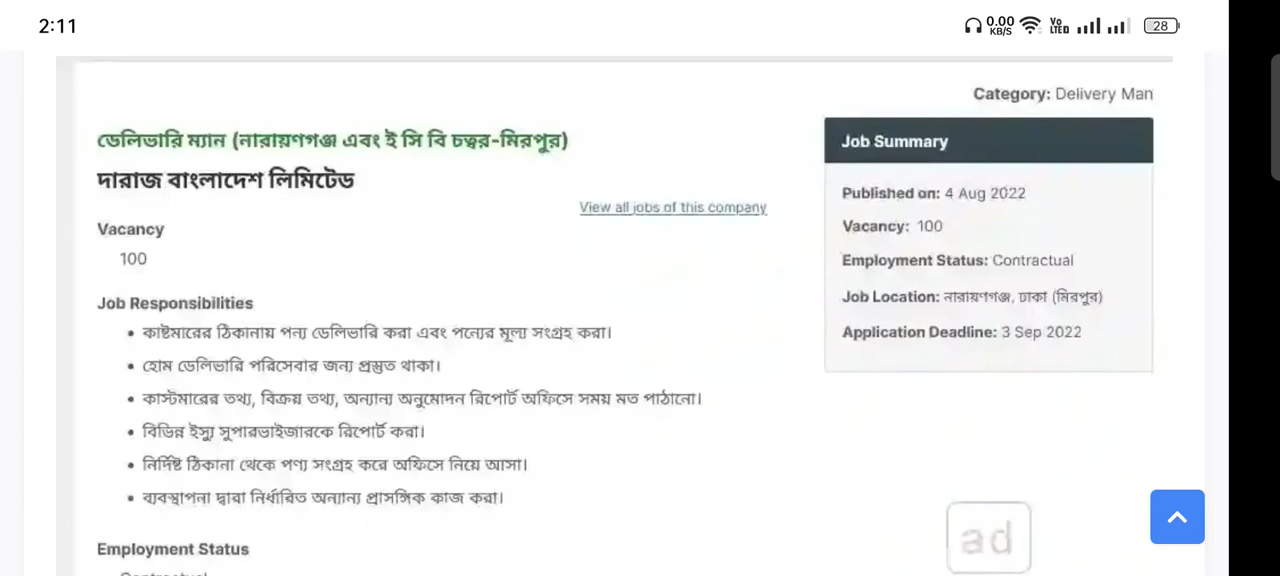 2:11
0.00 KB/S
Vo LTE
28
Category: Delivery Man
ডেলিভারি ম্যান (নারায়ণগঞ্জ এবং ই সি বি চত্বর-মিরপুর)
দারাজ বাংলাদেশ লিমিটেড
View all jobs of this company
Vacancy
100
Job Responsibilities
কাষ্টমারের ঠিকানায় পন্য ডেলিভারি করা এবং পন্যের মূল্য সংগ্রহ করা।
হোম ডেলিভারি পরিসেবার জন্য প্রস্তুত থাকা।
কাস্টমারের তথ্য, বিক্রয় তথ্য, অন্যান্য অনুমোদন রিপোর্ট অফিসে সময় মত পাঠানো।
বিভিন্ন ইস্যু সুপারভাইজারকে রিপোর্ট করা।
নির্দিষ্ট ঠিকানা থেকে পণ্য সংগ্রহ করে অফিসে নিয়ে আসা।
ব্যবস্থাপনা দ্বারা নির্ধারিত অন্যান্য প্রাসঙ্গিক কাজ করা।
Employment Status
Contractual
Job Summary
Published on: 4 Aug 2022
Vacancy: 100
Employment Status: Contractual
Job Location: নারায়ণগঞ্জ, ঢাকা (মিরপুর)
Application Deadline: 3 Sep 2022
ad